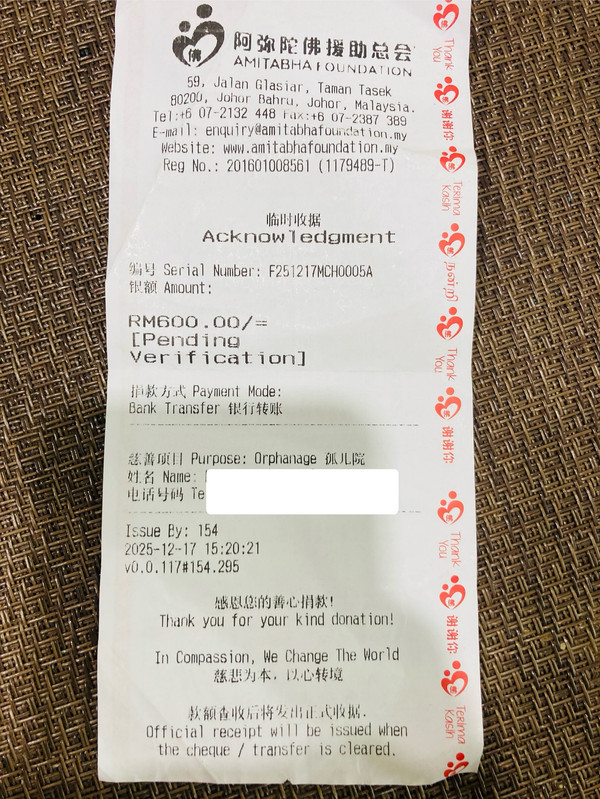 佛
阿弥陀佛援助总会
AMITABHA FOUNDATION
59, Jalan Glasiar, Taman Tasek
80200, Johor Bahru, Johor, Malaysia.
Tel:+6 07-2132 448 Fax:+6 07-2387 389
E-mail: enquiry@amitabhafoundation.my
Website: www.amitabhafoundation.my
Reg No.: 201601008561 (1179489-T)
临时收据
Acknowledgment
编号 Serial Number: F251217MCH0005A
银额 Amount:
RM600.00/=
[Pending
Verification]
捐款方式 Payment Mode:
Bank Transfer 银行转账
慈善项目 Purpose: Orphanage 孤儿院
姓名 Name:
电话号码 Te
Issue By: 154
2025-12-17 15:20:21
v0.0.117#154.295
感恩您的善心捐款!
Thank you for your kind donation!
In Compassion, We Change The World
慈悲为本, 以心转境
款额查收后将发出正式收据.
Official receipt will be issued when
the cheque / transfer is cleared.
Thank
You
谢谢你
Terima
Kasih
நன்றி
Thank
You
谢谢你
Thank
You
谢谢你
Terima
Kasih